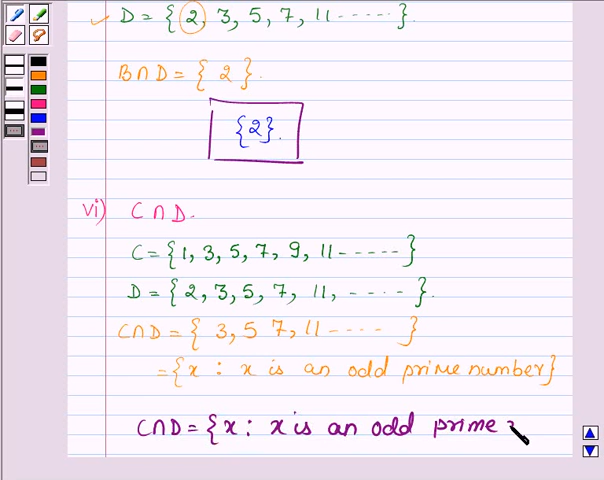 D = { 2, 3, 5, 7, 11 ----- }.
B∩D = { 2 }.
{2}.
vi) C ∩ D.
C = {1, 3, 5, 7, 9, 11 ----- }
D = {2, 3, 5, 7, 11, ---- }.
C∩D = { 3, 5 7, 11 ---- }
= {x : x is an odd prime number}
C∩D = {x : x is an odd prime